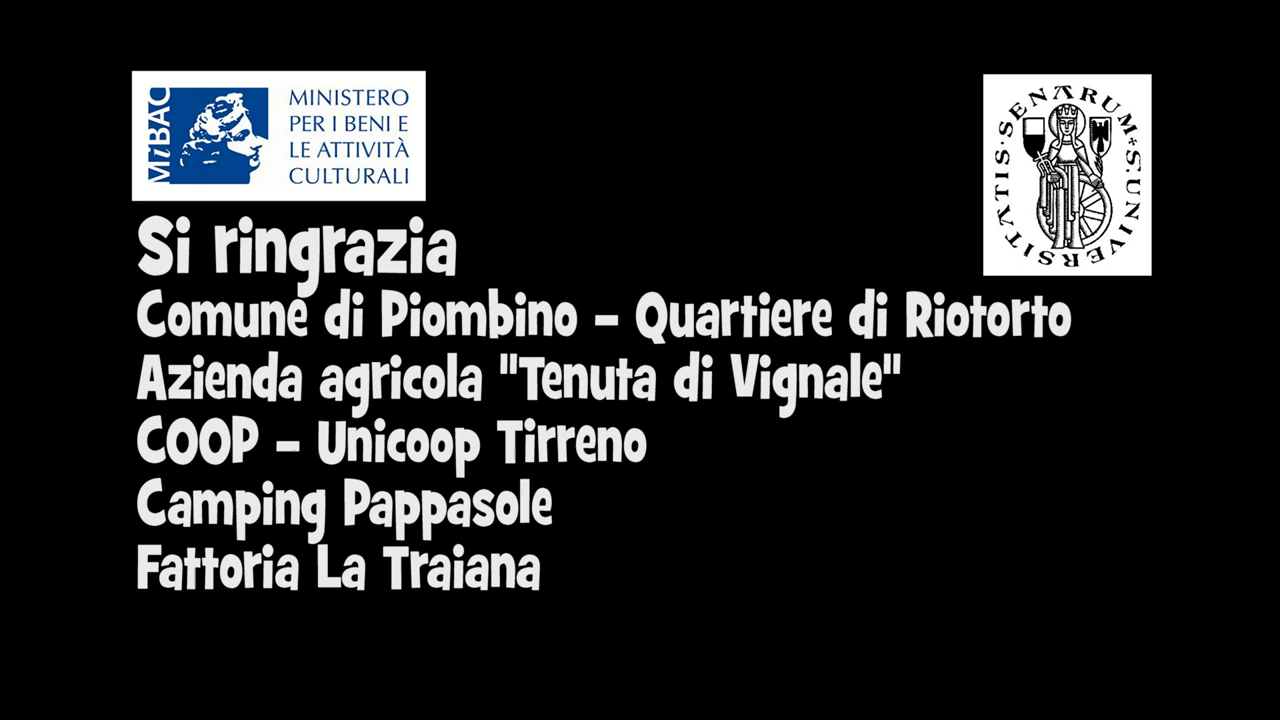 MiBAC
MINISTERO
PER I BENI E
LE ATTIVITÀ
CULTURALI
S·UNIVERSITATIS·SENARUM*
Si ringrazia
Comune di Piombino - Quartiere di Riotorto
Azienda agricola "Tenuta di Vignale"
COOP - Unicoop Tirreno
Camping Pappasole
Fattoria La Traiana